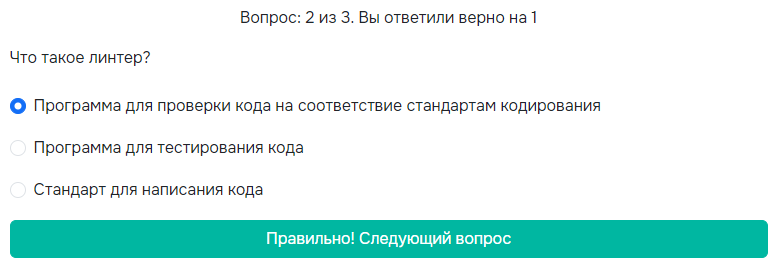 Вопрос: 2 из 3. Вы ответили верно на 1
Что такое линтер?
Программа для проверки кода на соответствие стандартам кодирования
Программа для тестирования кода
Стандарт для написания кода
Правильно! Следующий вопрос